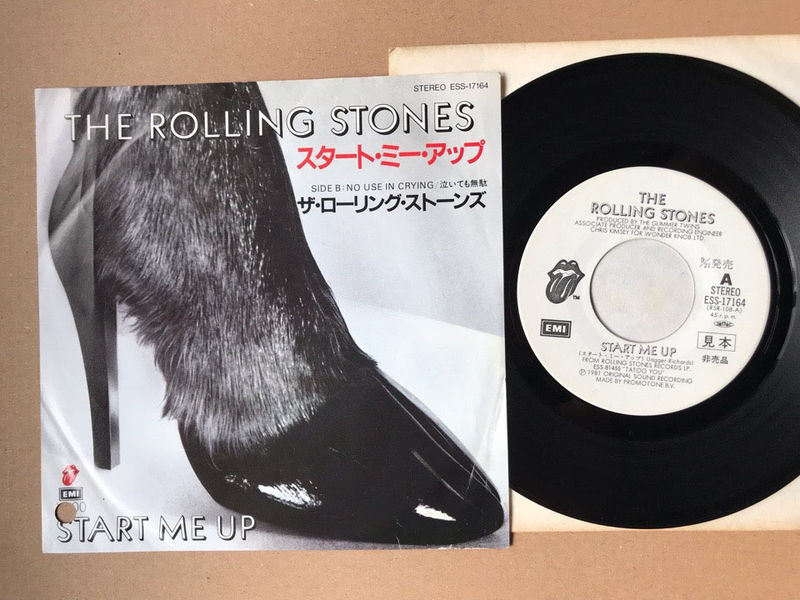 STEREO ESS-17164
THE ROLLING STONES
スタート・ミー・アップ
SIDE B: NO USE IN CRYING/泣いても無駄
ザ・ローリング・ストーンズ
EMI
00
START ME UP
THE
ROLLING STONES
PRODUCED BY THE GLIMMER TWINS
ASSOCIATE PRODUCER AND RECORDING ENGINEER
CHRIS KIMSEY FOR WONDER KNOB LTD.
TM
EMI
発売
A
STEREO
ESS-17164
(RSR-108-A)
45 r.p.m.
見本
非売品
START ME UP
(スタート・ミー・アップ) (Jagger-Richards)
FROM ROLLING STONES RECORDS LP.
ESS-81455 "TATOO YOU"
Ⓟ 1981 ORIGINAL SOUND RECORDING
MADE BY PROMOTONE B.V.